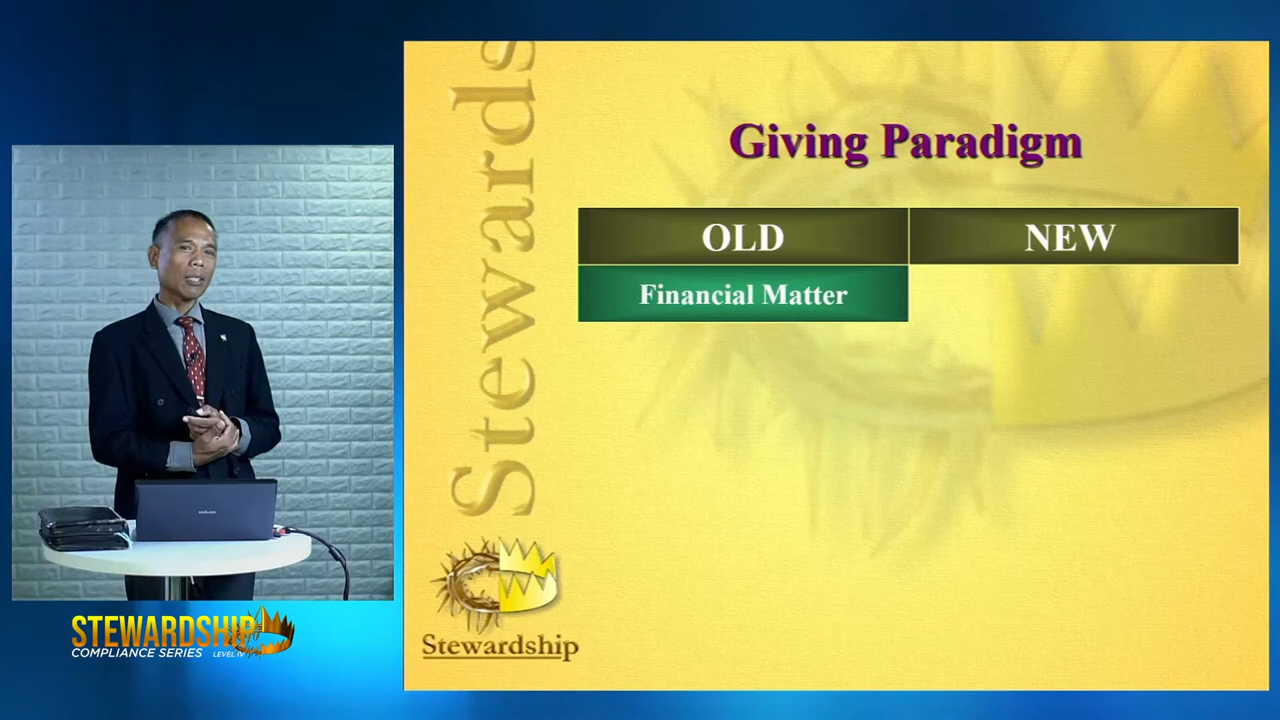 Stewards
Giving Paradigm
OLD
NEW
Financial Matter
Stewardship
STEWARDSHIP
COMPLIANCE SERIES LEVEL IV